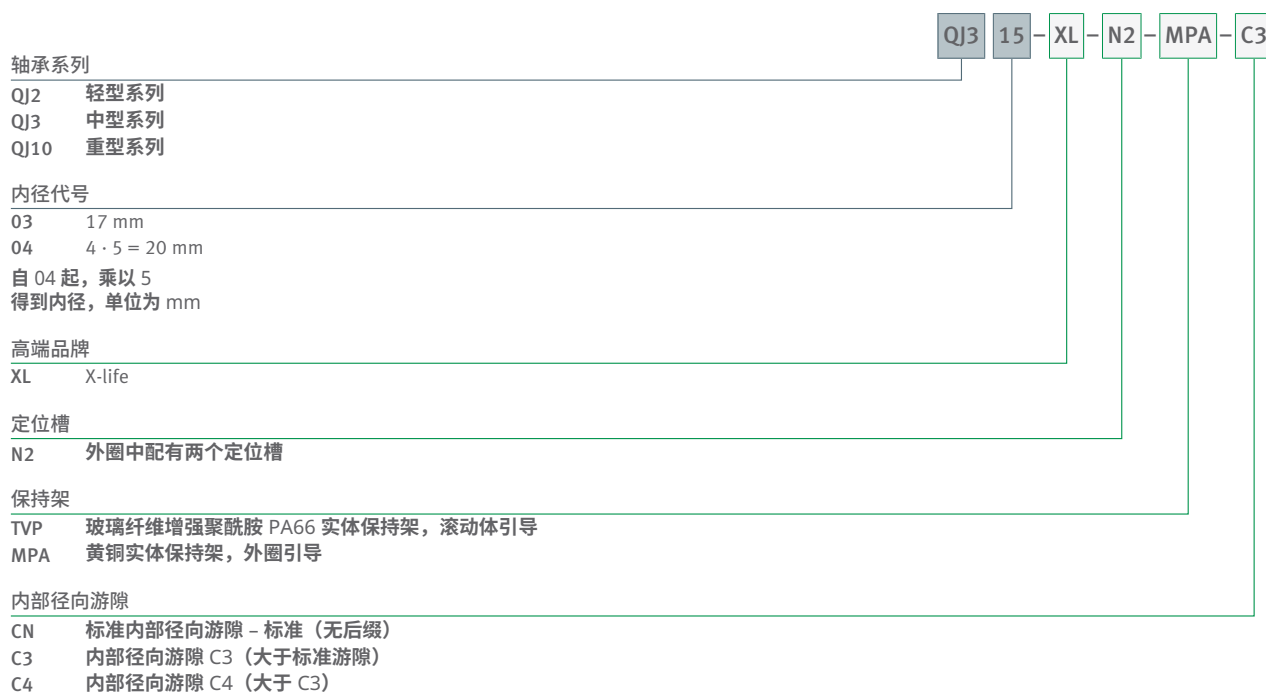 QJ3 15 – XL – N2 – MPA – C3
轴承系列
QJ2 轻型系列
QJ3 中型系列
QJ10 重型系列
内径代号
03 17 mm
04 4 · 5 = 20 mm
自 04 起，乘以 5
得到内径，单位为 mm
高端品牌
XL X-life
定位槽
N2 外圈中配有两个定位槽
保持架
TVP 玻璃纤维增强聚酰胺 PA66 实体保持架，滚动体引导
MPA 黄铜实体保持架，外圈引导
内部径向游隙
CN 标准内部径向游隙 – 标准（无后缀）
C3 内部径向游隙 C3（大于标准游隙）
C4 内部径向游隙 C4（大于 C3）